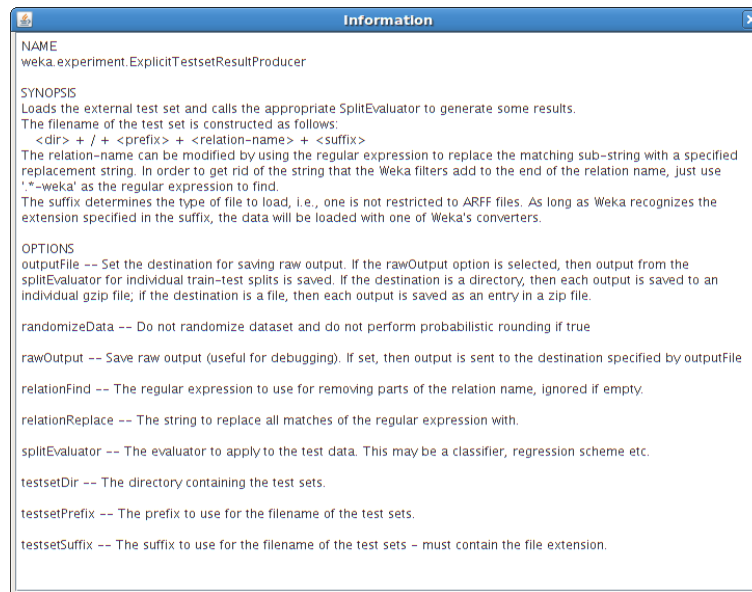 Information
NAME
weka.experiment.ExplicitTestsetResultProducer
SYNOPSIS
Loads the external test set and calls the appropriate SplitEvaluator to generate some results.
The filename of the test set is constructed as follows:
<dir> + / + <prefix> + <relation-name> + <suffix>
The relation-name can be modified by using the regular expression to replace the matching sub-string with a specified
replacement string. In order to get rid of the string that the Weka filters add to the end of the relation name, just use
'.*-weka' as the regular expression to find.
The suffix determines the type of file to load, i.e., one is not restricted to ARFF files. As long as Weka recognizes the
extension specified in the suffix, the data will be loaded with one of Weka's converters.
OPTIONS
outputFile -- Set the destination for saving raw output. If the rawOutput option is selected, then output from the
splitEvaluator for individual train-test splits is saved. If the destination is a directory, then each output is saved to an
individual gzip file; if the destination is a file, then each output is saved as an entry in a zip file.
randomizeData -- Do not randomize dataset and do not perform probabilistic rounding if true
rawOutput -- Save raw output (useful for debugging). If set, then output is sent to the destination specified by outputFile
relationFind -- The regular expression to use for removing parts of the relation name, ignored if empty.
relationReplace -- The string to replace all matches of the regular expression with.
splitEvaluator -- The evaluator to apply to the test data. This may be a classifier, regression scheme etc.
testsetDir -- The directory containing the test sets.
testsetPrefix -- The prefix to use for the filename of the test sets.
testsetSuffix -- The suffix to use for the filename of the test sets - must contain the file extension.